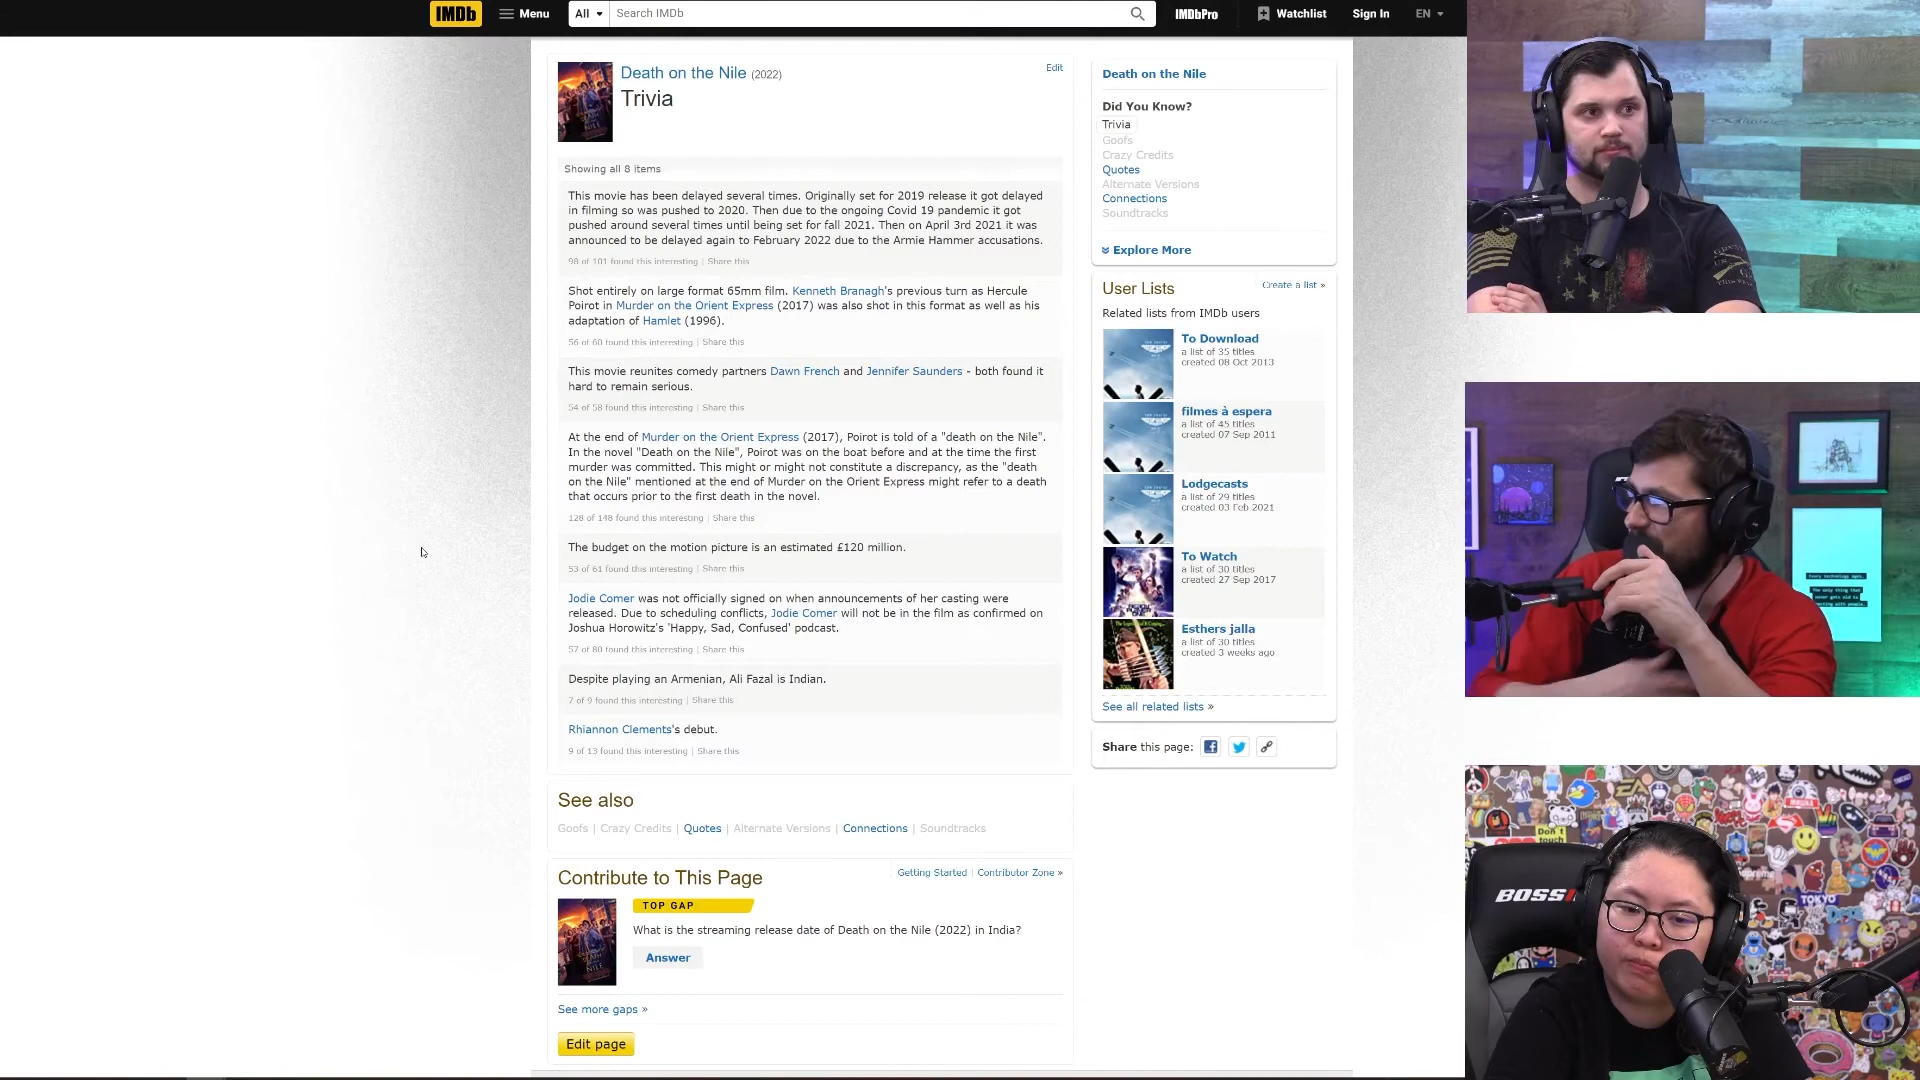 IMDb
Menu
All
Search IMDb
IMDbPro
Watchlist
Sign In
EN
Death on the Nile (2022)
Edit
Trivia
Showing all 8 items
This movie has been delayed several times. Originally set for 2019 release it got delayed
in filming so was pushed to 2020. Then due to the ongoing Covid 19 pandemic it got
pushed around several times until being set for fall 2021. Then on April 3rd 2021 it was
announced to be delayed again to February 2022 due to the Armie Hammer accusations.
98 of 101 found this interesting | Share this
Shot entirely on large format 65mm film. Kenneth Branagh's previous turn as Hercule
Poirot in Murder on the Orient Express (2017) was also shot in this format as well as his
adaptation of Hamlet (1996).
56 of 60 found this interesting | Share this
This movie reunites comedy partners Dawn French and Jennifer Saunders - both found it
hard to remain serious.
54 of 58 found this interesting | Share this
At the end of Murder on the Orient Express (2017), Poirot is told of a "death on the Nile".
In the novel "Death on the Nile", Poirot was on the boat before and at the time the first
murder was committed. This might or might not constitute a discrepancy, as the "death
on the Nile" mentioned at the end of Murder on the Orient Express might refer to a death
that occurs prior to the first death in the novel.
128 of 148 found this interesting | Share this
The budget on the motion picture is an estimated £120 million.
53 of 61 found this interesting | Share this
Jodie Comer was not officially signed on when announcements of her casting were
released. Due to scheduling conflicts, Jodie Comer will not be in the film as confirmed on
Joshua Horowitz's 'Happy, Sad, Confused' podcast.
57 of 80 found this interesting | Share this
Despite playing an Armenian, Ali Fazal is Indian.
7 of 9 found this interesting | Share this
Rhiannon Clements's debut.
9 of 13 found this interesting | Share this
See also
Goofs | Crazy Credits | Quotes | Alternate Versions | Connections | Soundtracks
Contribute to This Page
Getting Started | Contributor Zone »
TOP GAP
What is the streaming release date of Death on the Nile (2022) in India?
Answer
See more gaps »
Edit page
Death on the Nile
Did You Know?
Trivia
Goofs
Crazy Credits
Quotes
Alternate Versions
Connections
Soundtracks
Explore More
User Lists
Create a list »
Related lists from IMDb users
To Download
a list of 35 titles
created 08 Oct 2013
filmes à espera
a list of 45 titles
created 07 Sep 2011
Lodgecasts
a list of 29 titles
created 03 Feb 2021
To Watch
a list of 30 titles
created 27 Sep 2017
Esthers jalla
a list of 30 titles
created 3 weeks ago
See all related lists »
Share this page:
BOSS
Don't
touch
TOKYO
EA